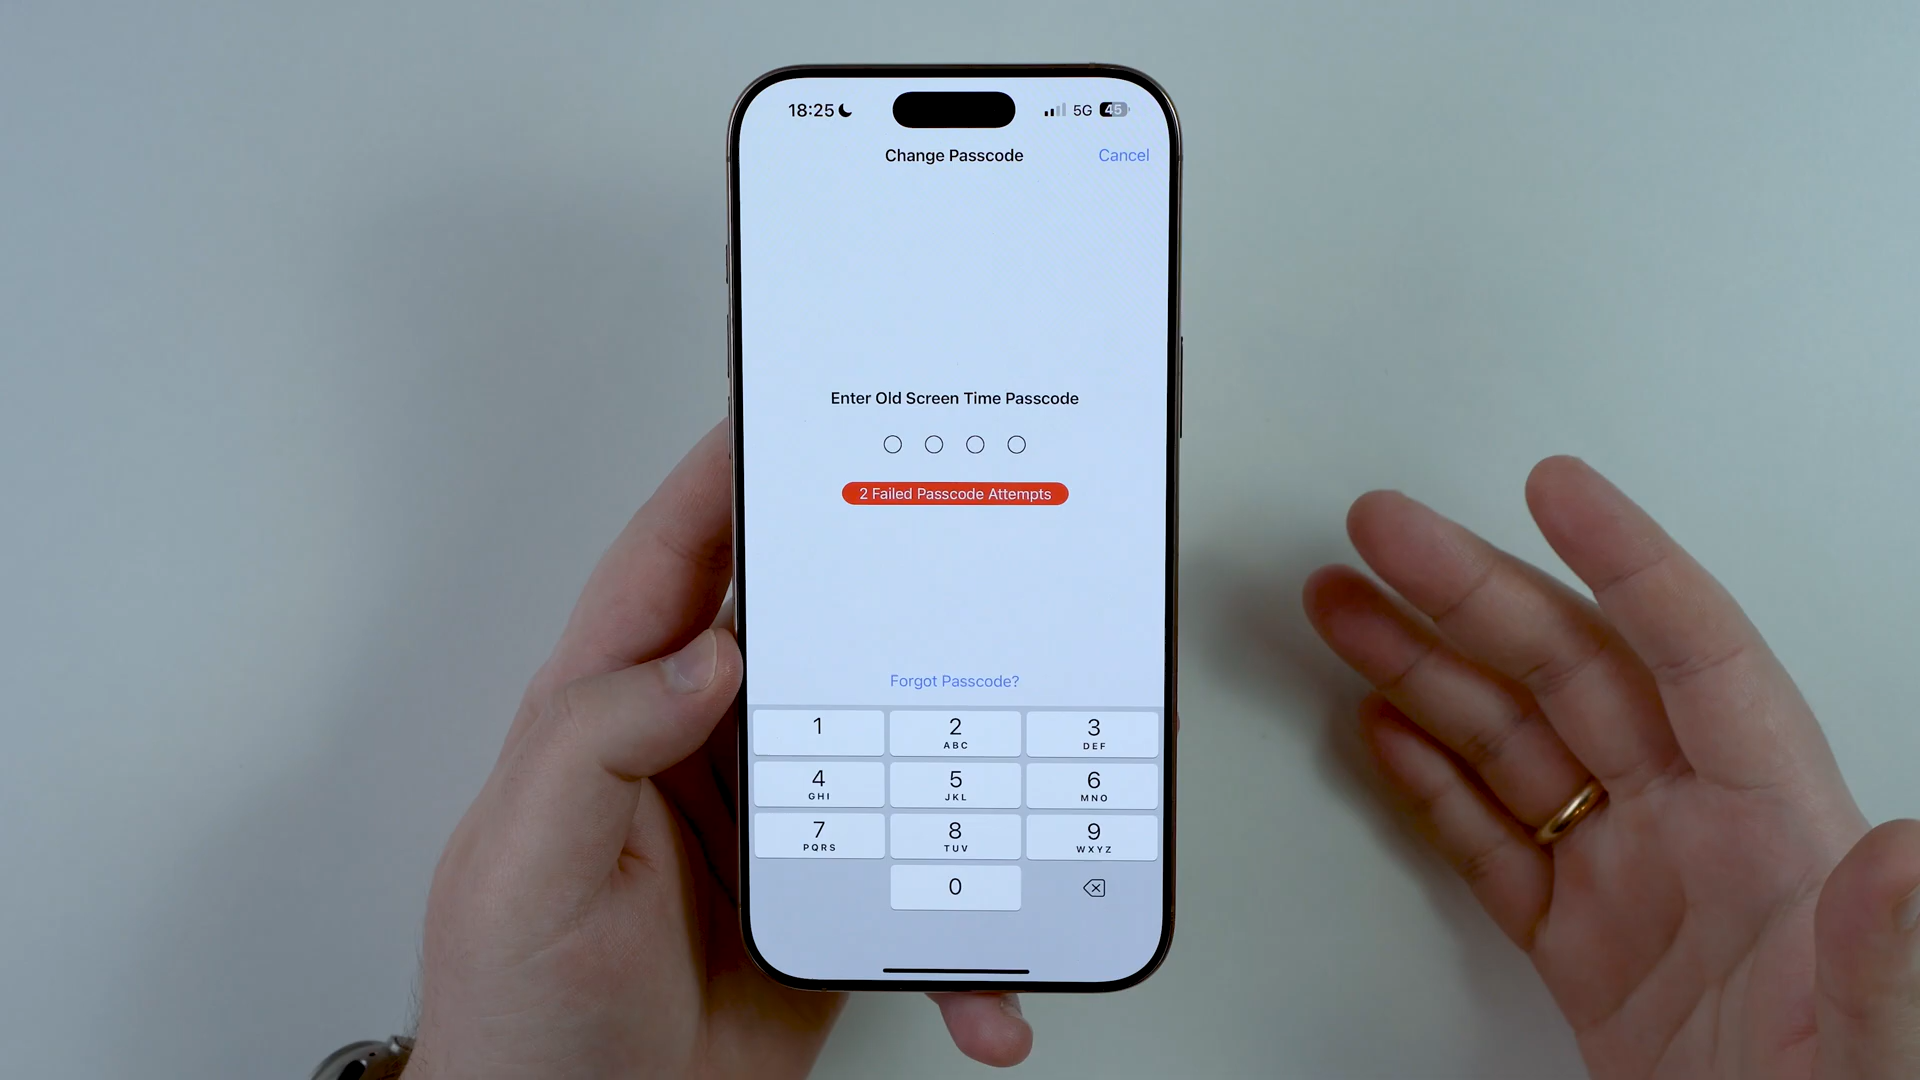 18:25
5G 45
Change Passcode
Cancel
Enter Old Screen Time Passcode
2 Failed Passcode Attempts
Forgot Passcode?
1
2
ABC
3
DEF
4
GHI
5
JKL
6
MNO
7
PQRS
8
TUV
9
WXYZ
0